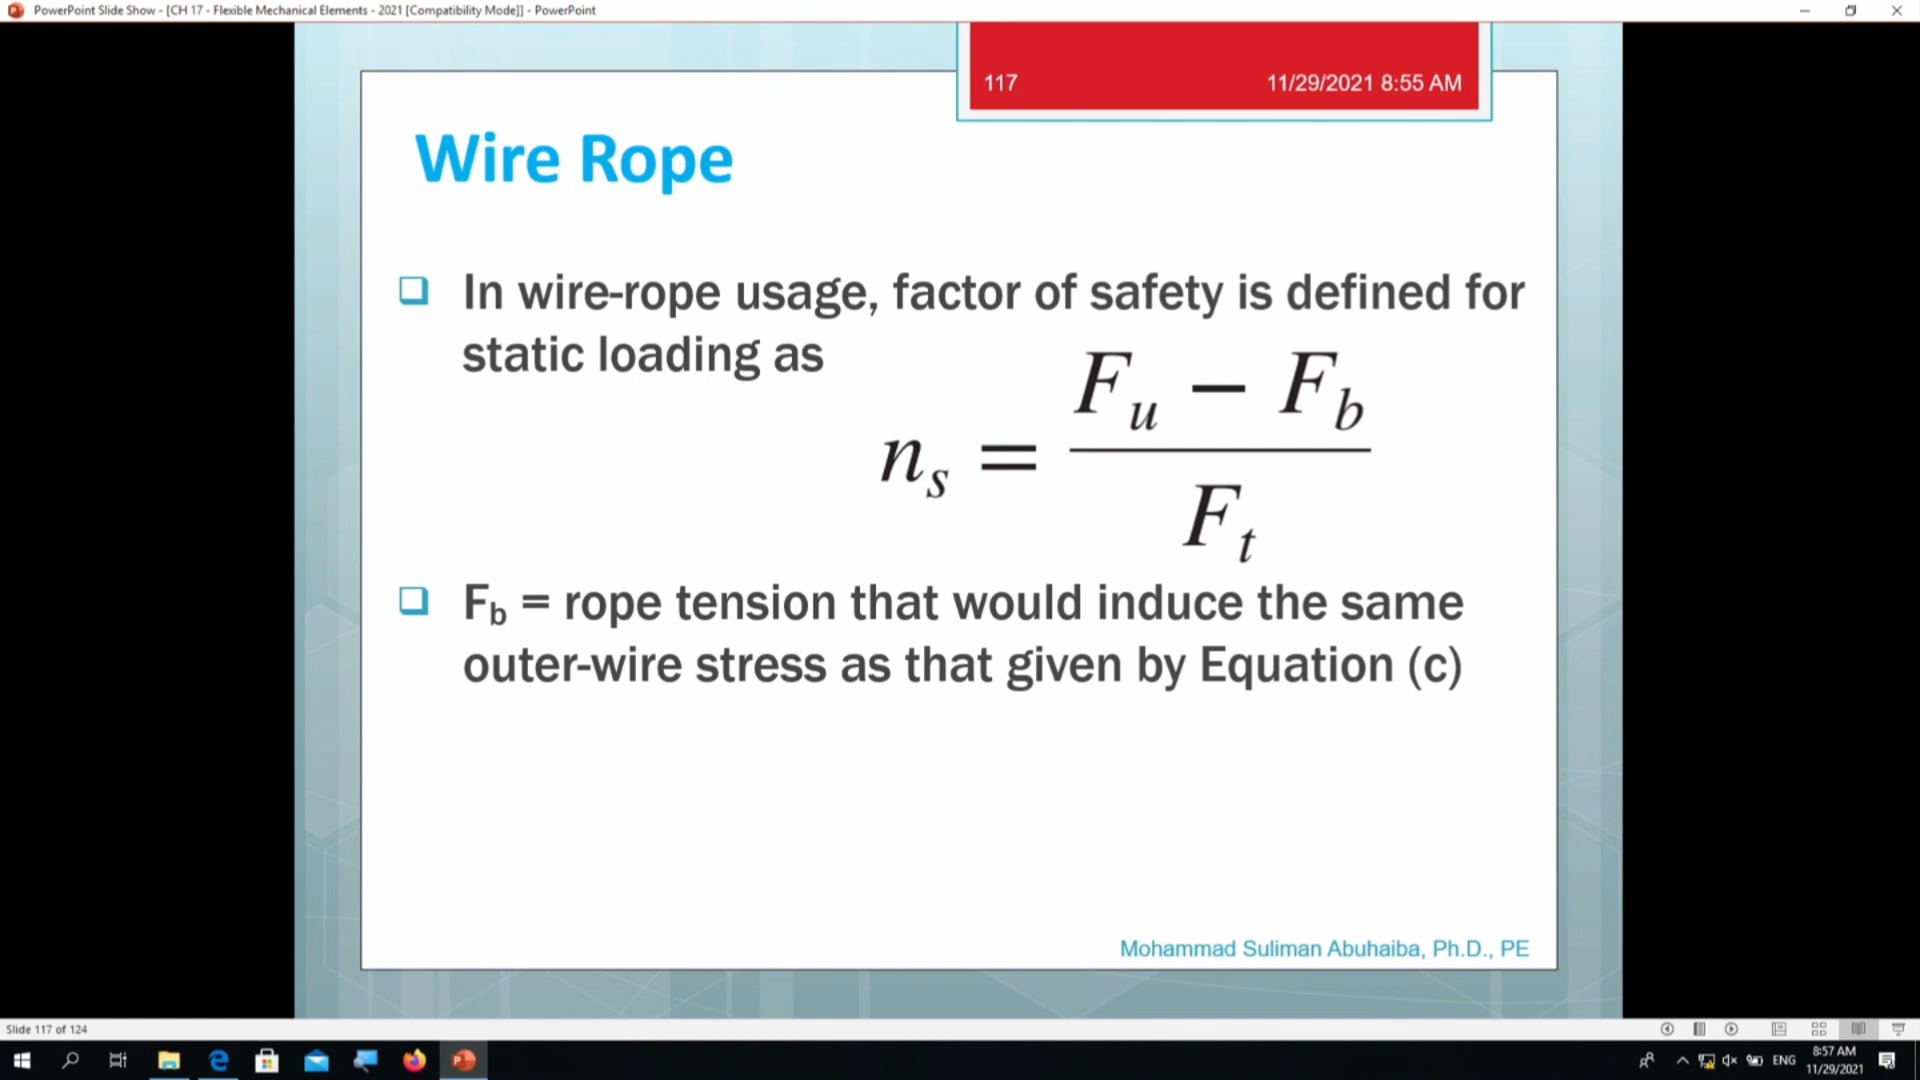 PowerPoint Slide Show - [CH 17 - Flexible Mechanical Elements - 2021 [Compatibility Mode]] - PowerPoint
117
11/29/2021 8:55 AM
Wire Rope
In wire-rope usage, factor of safety is defined for
static loading as
n_s = (F_u − F_b) / F_t
F_b = rope tension that would induce the same
outer-wire stress as that given by Equation (c)
Mohammad Suliman Abuhaiba, Ph.D., PE
Slide 117 of 124
ENG
8:57 AM
11/29/2021